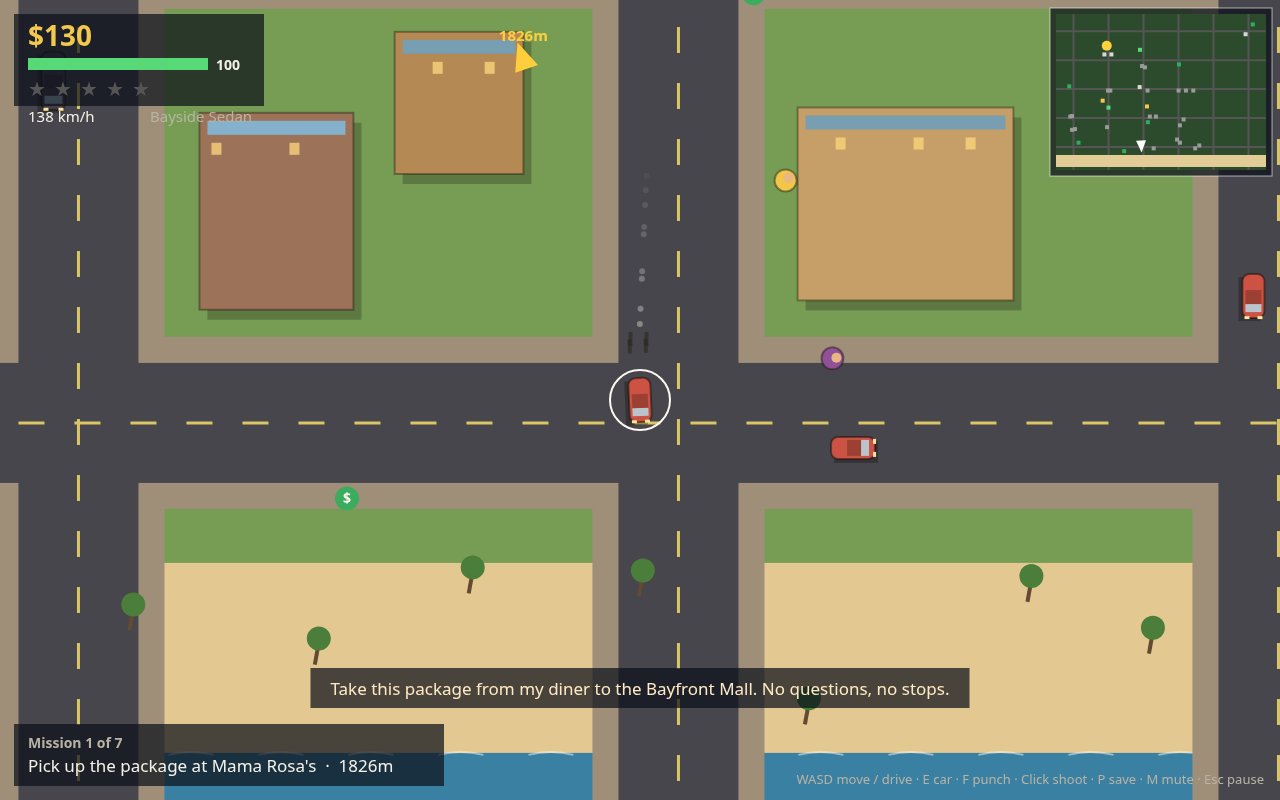 $130
100
138 km/h
Bayside Sedan
1826m
$
Take this package from my diner to the Bayfront Mall. No questions, no stops.
Mission 1 of 7
Pick up the package at Mama Rosa's · 1826m
WASD move / drive · E car · F punch · Click shoot · P save · M mute · Esc pause